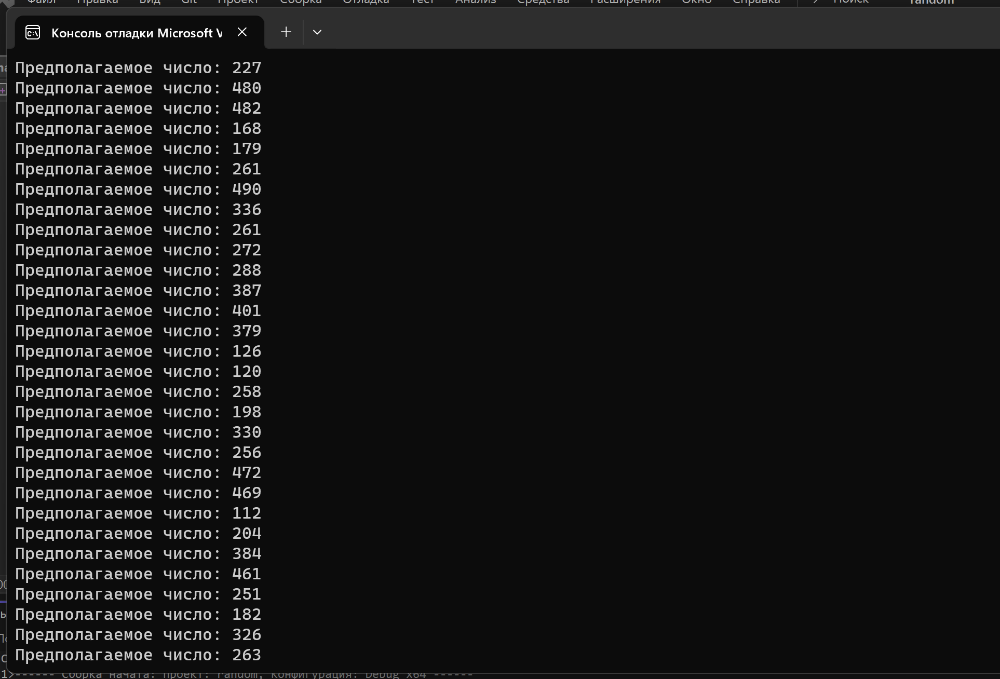 Файл Правка Вид Git Проект Сборка Отладка Тест Анализ Средства Расширения Окно Справка Поиск random
Консоль отладки Microsoft V
Предполагаемое число: 227
Предполагаемое число: 480
Предполагаемое число: 482
Предполагаемое число: 168
Предполагаемое число: 179
Предполагаемое число: 261
Предполагаемое число: 490
Предполагаемое число: 336
Предполагаемое число: 261
Предполагаемое число: 272
Предполагаемое число: 288
Предполагаемое число: 387
Предполагаемое число: 401
Предполагаемое число: 379
Предполагаемое число: 126
Предполагаемое число: 120
Предполагаемое число: 258
Предполагаемое число: 198
Предполагаемое число: 330
Предполагаемое число: 256
Предполагаемое число: 472
Предполагаемое число: 469
Предполагаемое число: 112
Предполагаемое число: 204
Предполагаемое число: 384
Предполагаемое число: 461
Предполагаемое число: 251
Предполагаемое число: 182
Предполагаемое число: 326
Предполагаемое число: 263
1>------ Сборка начата: проект: random, Конфигурация: Debug x64 ------